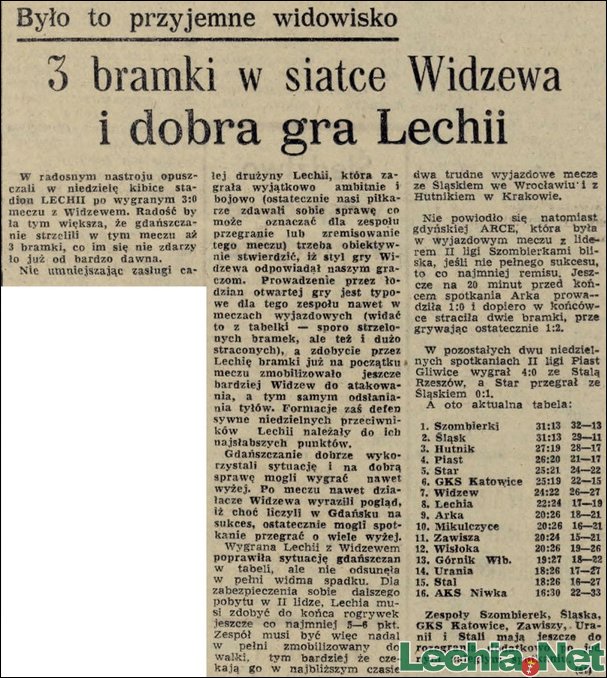 Było to przyjemne widowisko
3 bramki w siatce Widzewa
i dobra gra Lechii
W radosnym nastroju opusz-
czali w niedzielę kibice sta-
dion LECHII po wygranym 3:0
meczu z Widzewem. Radość by
ła tym większa, że gdańszcza-
nie strzelili w tym meczu aż
3 bramki, co im się nie zdarzy
ło już od bardzo dawna.
Nie umniejszając zasługi ca-
łej drużyny Lechii, która za-
grała wyjątkowo ambitnie i
bojowo (ostatecznie nasi piłka-
rze zdawali sobie sprawę co
może oznaczać dla zespołu
przegranie lub zremisowanie
tego meczu) trzeba obiektyw-
nie stwierdzić, iż styl gry Wi-
dzewa odpowiadał naszym gra-
czom. Prowadzenie przez ło-
dzian otwartej gry jest typo-
we dla tego zespołu nawet w
meczach wyjazdowych (widać
to z tabelki — sporo strzelo-
nych bramek, ale też i dużo
straconych), a zdobycie przez
Lechię bramki już na początku
meczu zmobilizowało jeszcze
bardziej Widzew do atakowa-
nia, a tym samym odsłania-
nia tyłów. Formacje zaś defen
sywne niedzielnych przeciwni-
ków Lechii należały do ich
najsłabszych punktów.
Gdańszczanie dobrze wyko-
rzystali sytuację i na dobrą
sprawę mogli wygrać nawet
wyżej. Po meczu nawet dzia-
łacze Widzewa wyrazili pogląd,
iż choć liczyli w Gdańsku na
sukces, ostatecznie mogli spot-
kanie przegrać o wiele wyżej.
Wygrana Lechii z Widzewem
poprawiła sytuację gdańszczan
w tabeli, ale nie odsunęła
w pełni widma spadku. Dla
zabezpieczenia sobie dalszego
pobytu w II lidze, Lechia mu-
si zdobyć do końca rogrywek
jeszcze co najmniej 5—6 pkt.
Zespół musi być więc nadal
w pełni zmobilizowany do
walki, tym bardziej że cze-
kają go w najbliższym czasie
dwa trudne wyjazdowe mecze
ze Śląskiem we Wrocławiu i z
Hutnikiem w Krakowie.
Nie powiodło się natomiast
gdyńskiej ARCE, która była
w wyjazdowym meczu z lide-
rem II ligi Szombierkami bli-
ska, jeśli nie pełnego sukcesu,
to co najmniej remisu. Jesz-
cze na 20 minut przed koń-
cem spotkania Arka prowa-
dziła 1:0 i dopiero w końców-
ce straciła dwie bramki, prze
grywając ostatecznie 1:2.
W pozostałych dwu niedziel-
nych spotkaniach II ligi Piast
Gliwice wygrał 4:0 ze Stalą
Rzeszów, a Star przegrał ze
Śląskiem 0:1.
A oto aktualna tabela:
1. Szombierki 31:13 32—13
2. Śląsk 31:13 29—11
3. Hutnik 27:19 28—17
4. Piast 26:20 21—17
5. Star 25:21 24—22
6. GKS Katowice 25:19 22—15
7. Widzew 24:22 26—27
8. Lechia 22:24 17—19
9. Arka 20:26 18—21
10. Mikulczyce 20:26 16—21
11. Zawisza 20:24 15—21
12. Wisłoka 20:26 19—26
13. Górnik Włb. 19:27 18—22
14. Urania 18:26 17—27
15. Stal 18:26 16—27
16. AKS Niwka 16:30 22—33
Zespoły Szombierek, Śląska,
GKS Katowice, Zawiszy, Ura-
nii i Stali mają jeszcze do
Lechia.Net